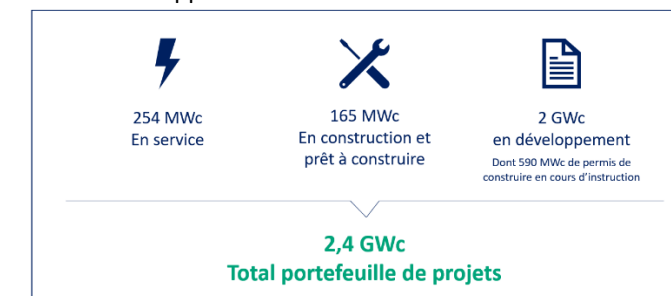 254 MWc
En service
165 MWc
En construction et
prêt à construire
2 GWc
en développement
Dont 590 MWc de permis de
construire en cours d'instruction
2,4 GWc
Total portefeuille de projets